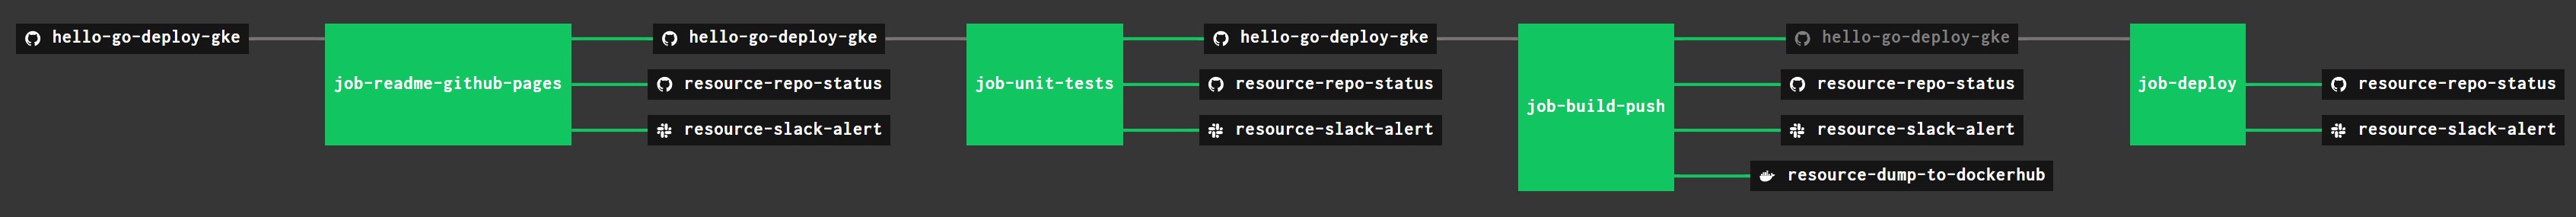 hello-go-deploy-gke
job-readme-github-pages
hello-go-deploy-gke
resource-repo-status
resource-slack-alert
job-unit-tests
hello-go-deploy-gke
resource-repo-status
resource-slack-alert
job-build-push
hello-go-deploy-gke
resource-repo-status
resource-slack-alert
resource-dump-to-dockerhub
job-deploy
resource-repo-status
resource-slack-alert